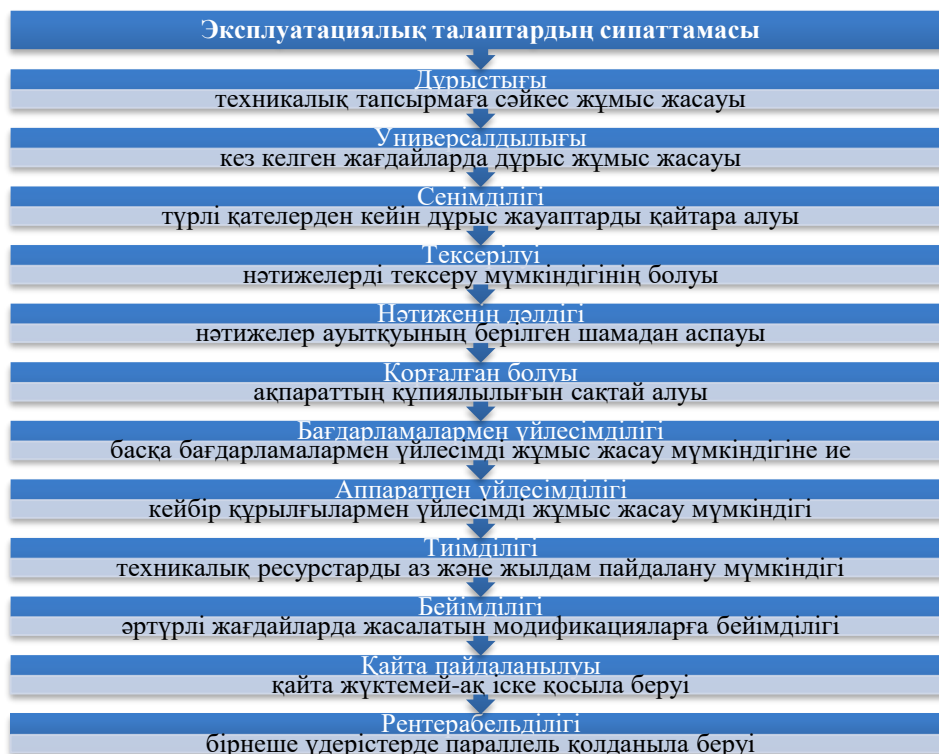 Эксплуатациялық талаптардың сипаттамасы
Дұрыстығы
техникалық тапсырмаға сәйкес жұмыс жасауы
Универсалдылығы
кез келген жағдайларда дұрыс жұмыс жасауы
Сенімділігі
түрлі қателерден кейін дұрыс жауаптарды қайтара алуы
Тексерілуі
нәтижелерді тексеру мүмкіндігінің болуы
Нәтиженің дәлдігі
нәтижелер ауытқуының берілген шамадан аспауы
Қорғалған болуы
ақпараттың құпиялылығын сақтай алуы
Бағдарламалармен үйлесімділігі
басқа бағдарламалармен үйлесімді жұмыс жасау мүмкіндігіне ие
Аппаратпен үйлесімділігі
кейбір құрылғылармен үйлесімді жұмыс жасау мүмкіндігі
Тиімділігі
техникалық ресурстарды аз және жылдам пайдалану мүмкіндігі
Бейімділігі
әртүрлі жағдайларда жасалатын модификацияларға бейімділігі
Қайта пайдаланылуы
қайта жүктемей-ақ іске қосыла беруі
Рентерабельділігі
бірнеше үдерістерде параллель қолданыла беруі